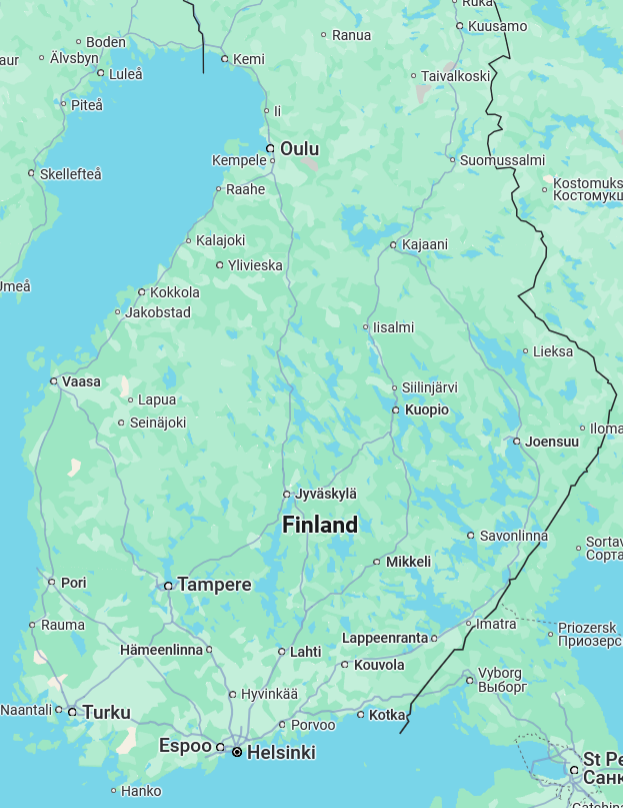 Ruka
Kuusamo
Ranua
Boden
Älvsbyn
Kemi
aur
Luleå
Taivalkoski
Piteå
Ii
Oulu
Kempele
Suomussalmi
Skellefteå
Raahe
Kostomuks
Костомукш
Kalajoki
Kajaani
Ylivieska
Umeå
Kokkola
Jakobstad
Iisalmi
Lieksa
Vaasa
Siilinjärvi
Lapua
Kuopio
Seinäjoki
Iloma
Joensuu
Jyväskylä
Finland
Savonlinna
Sortav
Сорта
Mikkeli
Pori
Tampere
Rauma
Imatra
Priozersk
Приозерс
Lappeenranta
Hämeenlinna
Lahti
Kouvola
Vyborg
Выборг
Hyvinkää
Naantali
Turku
Kotka
Porvoo
Espoo
Helsinki
St Pe
Санк
Hanko
Gatchina